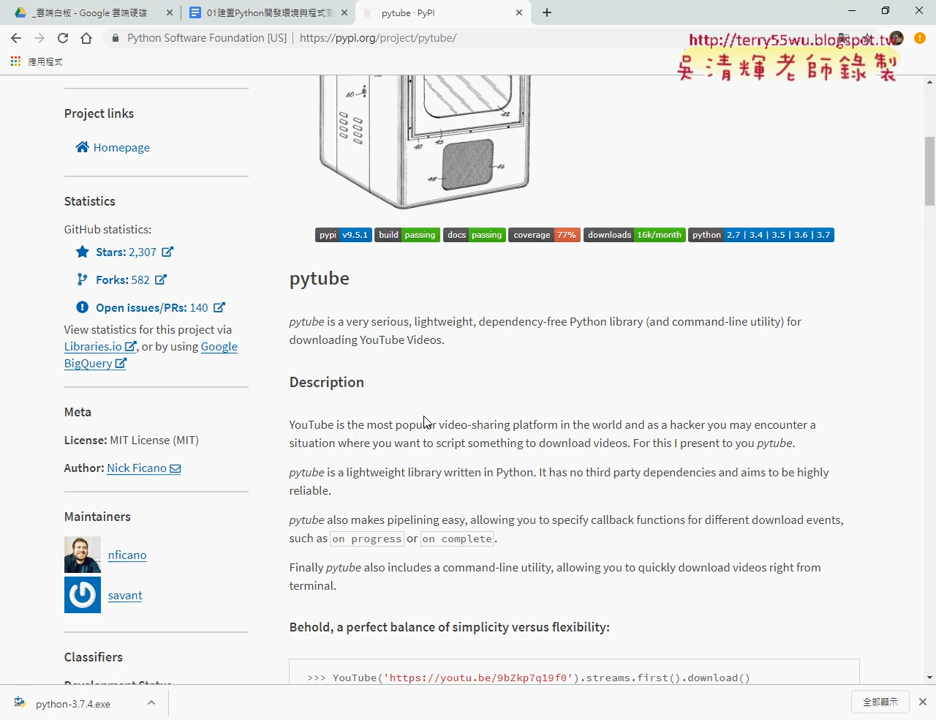 _雲端白板 - Google 雲端硬碟
01建置Python開發環境與程式測
pytube · PyPI
Python Software Foundation [US] | https://pypi.org/project/pytube/
應用程式
http://terry55wu.blogspot.tw
吳清輝老師錄製
Project links
Homepage
Statistics
GitHub statistics:
Stars: 2,307
Forks: 582
Open issues/PRs: 140
View statistics for this project via
Libraries.io, or by using Google
BigQuery
Meta
License: MIT License (MIT)
Author: Nick Ficano
Maintainers
nficano
savant
Classifiers
Development Status
pypi v9.5.1 build passing docs passing coverage 77% downloads 16k/month python 2.7 | 3.4 | 3.5 | 3.6 | 3.7
pytube
pytube is a very serious, lightweight, dependency-free Python library (and command-line utility) for
downloading YouTube Videos.
Description
YouTube is the most popular video-sharing platform in the world and as a hacker you may encounter a
situation where you want to script something to download videos. For this I present to you pytube.
pytube is a lightweight library written in Python. It has no third party dependencies and aims to be highly
reliable.
pytube also makes pipelining easy, allowing you to specify callback functions for different download events,
such as on progress or on complete.
Finally pytube also includes a command-line utility, allowing you to quickly download videos right from
terminal.
Behold, a perfect balance of simplicity versus flexibility:
>>> YouTube('https://youtu.be/9bZkp7q19f0').streams.first().download()
python-3.7.4.exe
全部顯示